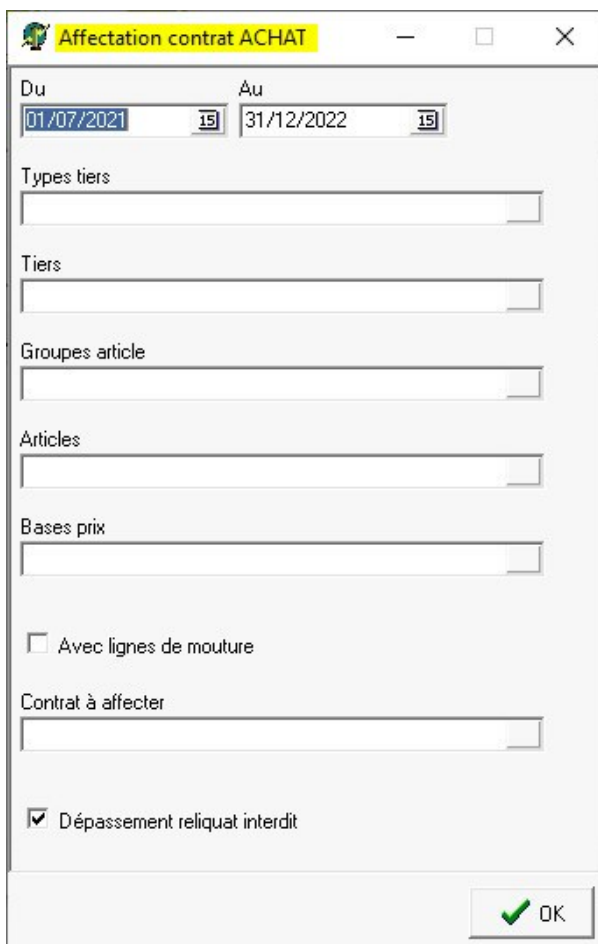 Affectation contrat ACHAT
Du Au
01/07/2021 15 31/12/2022 15
Types tiers
Tiers
Groupes article
Articles
Bases prix
Avec lignes de mouture
Contrat à affecter
Dépassement reliquat interdit
OK